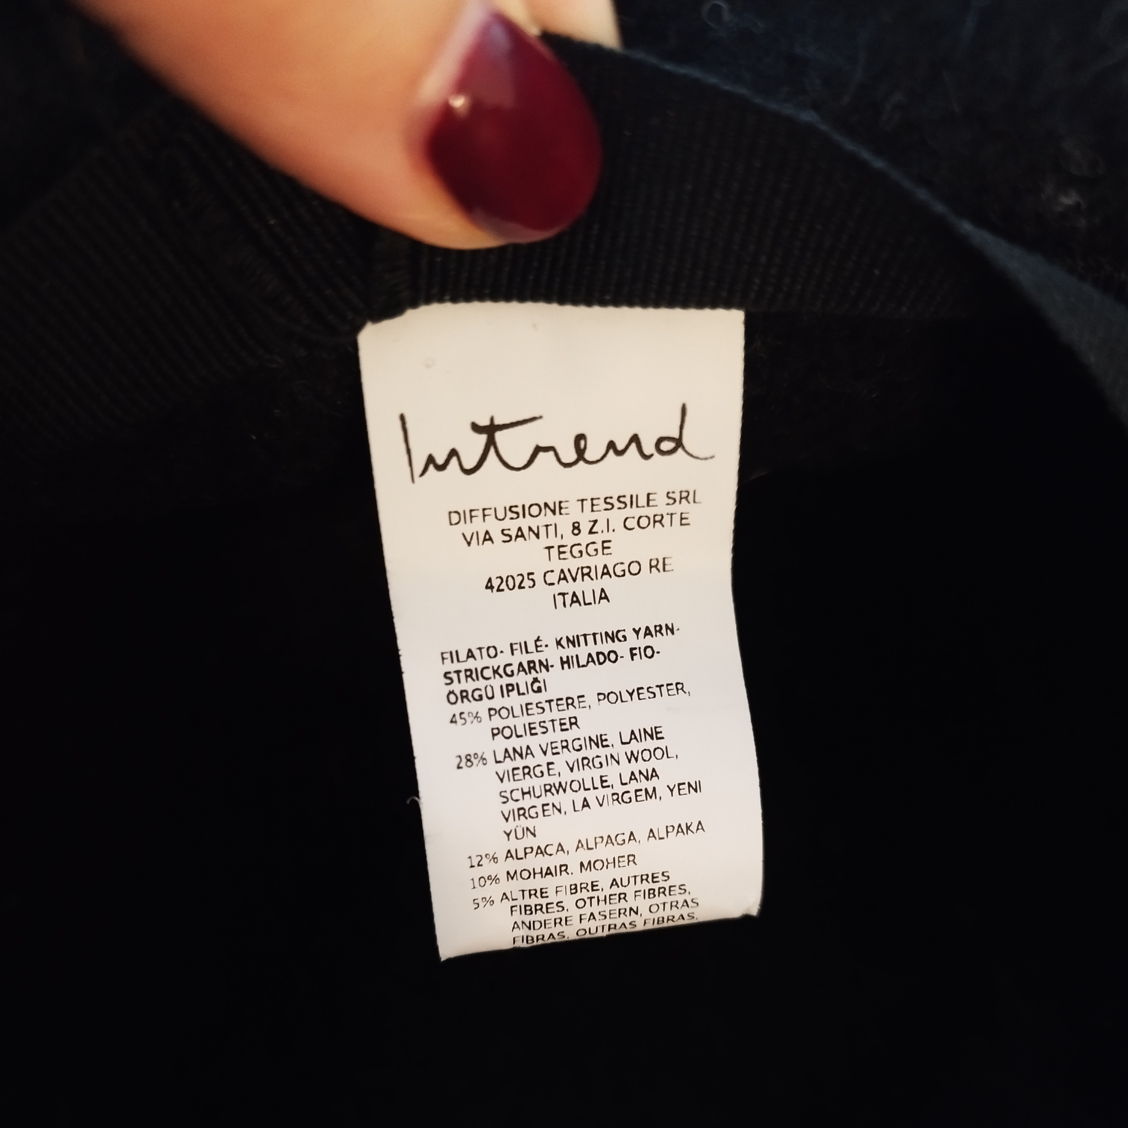 Intrend
DIFFUSIONE TESSILE SRL
VIA SANTI, 8 Z.I. CORTE
TEGGE
42025 CAVRIAGO RE
ITALIA
FILATO- FILÉ- KNITTING YARN-
STRICKGARN- HILADO- FIO-
ÖRGÜ IPLIĞI
45% POLIESTERE, POLYESTER,
POLIESTER
28% LANA VERGINE, LAINE
VIERGE, VIRGIN WOOL,
SCHURWOLLE, LANA
VIRGEN, LA VIRGEM, YENI
YÜN
12% ALPACA, ALPAGA, ALPAKA
10% MOHAIR. MOHER
5% ALTRE FIBRE, AUTRES
FIBRES, OTHER FIBRES,
ANDERE FASERN, OTRAS
FIBRAS, OUTRAS FIBRAS,